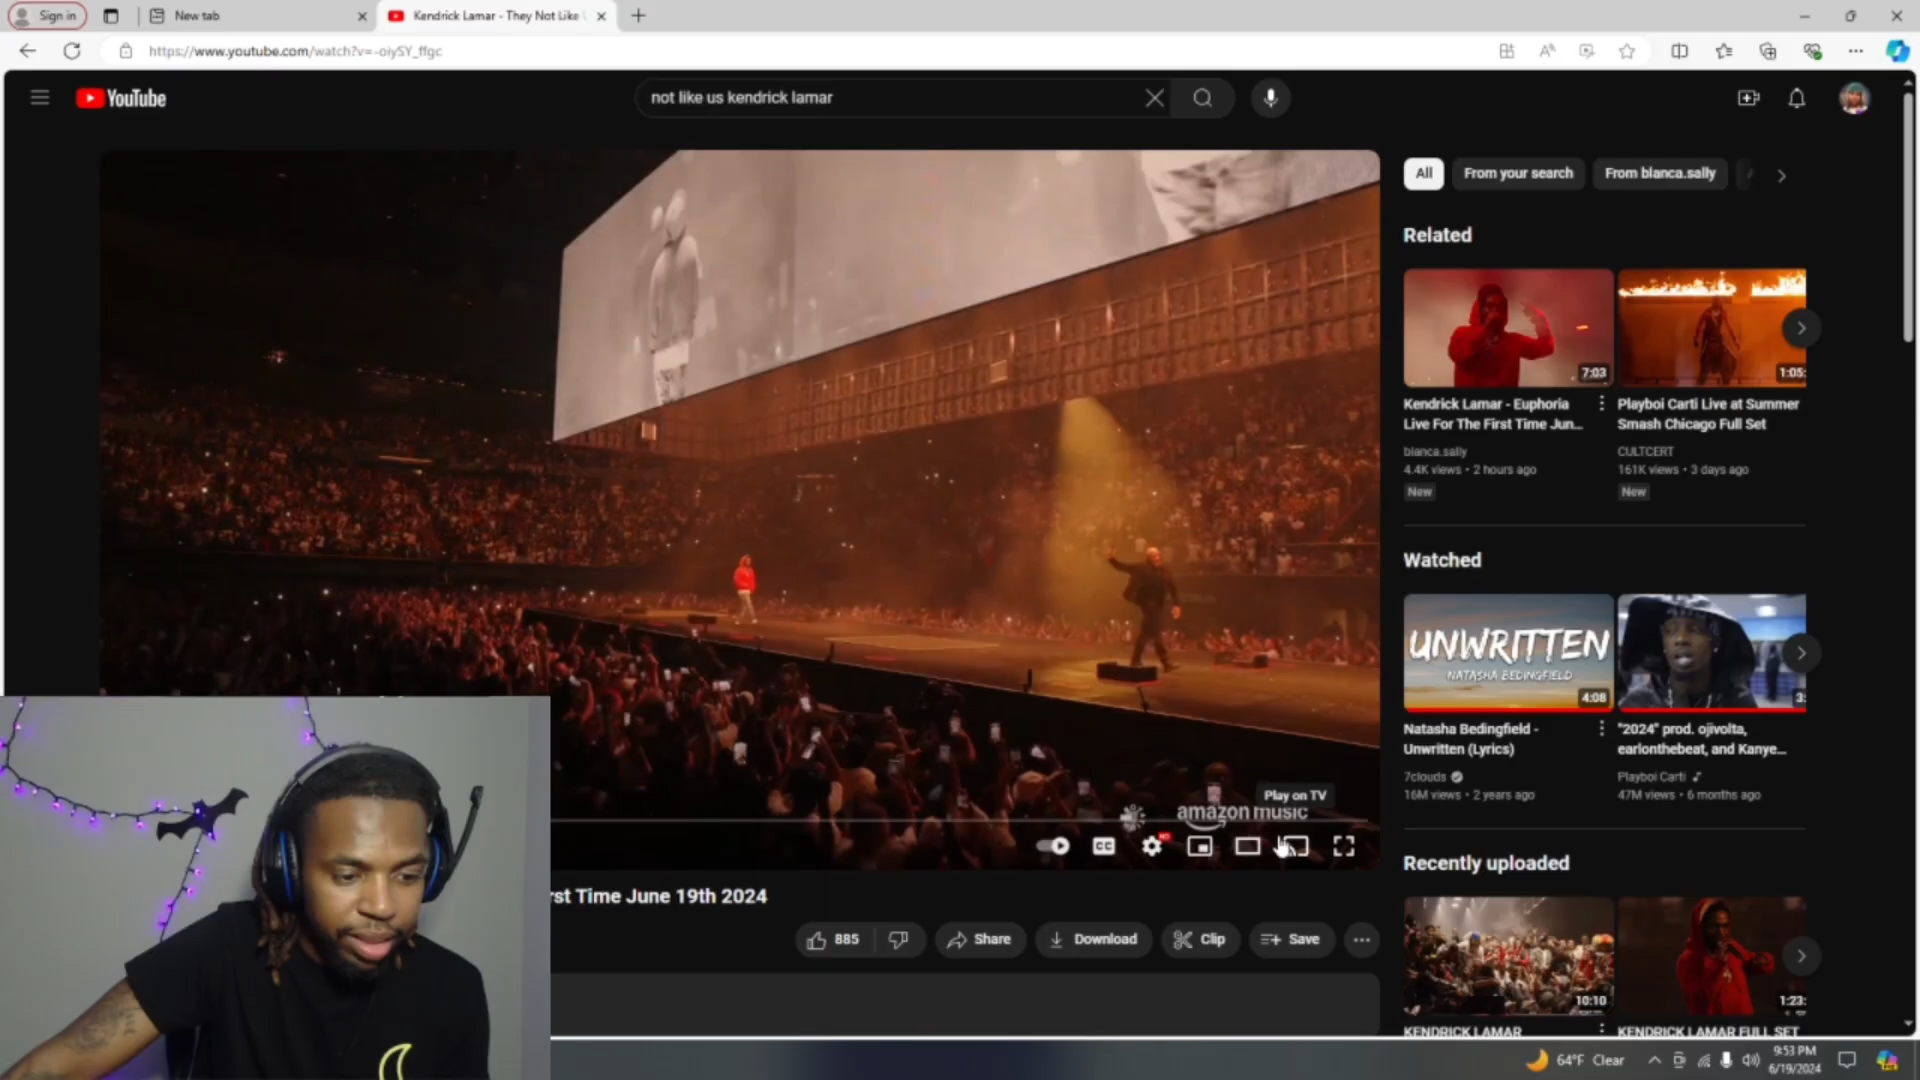 Sign in
New tab
Kendrick Lamar - They Not Like
https://www.youtube.com/watch?v=-oiySY_ffgc
YouTube
not like us kendrick lamar
All
From your search
From blanca.sally
Related
7:03
1:05:
Kendrick Lamar - Euphoria
Live For The First Time Jun...
blanca.sally
4.4K views • 2 hours ago
New
Playboi Carti Live at Summer
Smash Chicago Full Set
CULTCERT
161K views • 3 days ago
New
Watched
UNWRITTEN
NATASHA BEDINGFIELD
4:08
3:
Natasha Bedingfield -
Unwritten (Lyrics)
7clouds
16M views • 2 years ago
"2024" prod. ojivolta,
earlonthebeat, and Kanye...
Playboi Carti
47M views • 6 months ago
Play on TV
amazon music
CC
HD
rst Time June 19th 2024
885
Share
Download
Clip
Save
Recently uploaded
10:10
1:23:
KENDRICK LAMAR
KENDRICK LAMAR FULL SET
64°F Clear
9:53 PM
6/19/2024